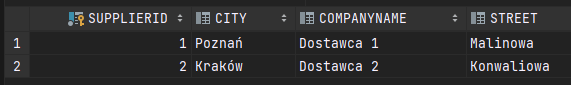 SUPPLIERID CITY COMPANYNAME STREET
1 1 Poznań Dostawca 1 Malinowa
2 2 Kraków Dostawca 2 Konwaliowa